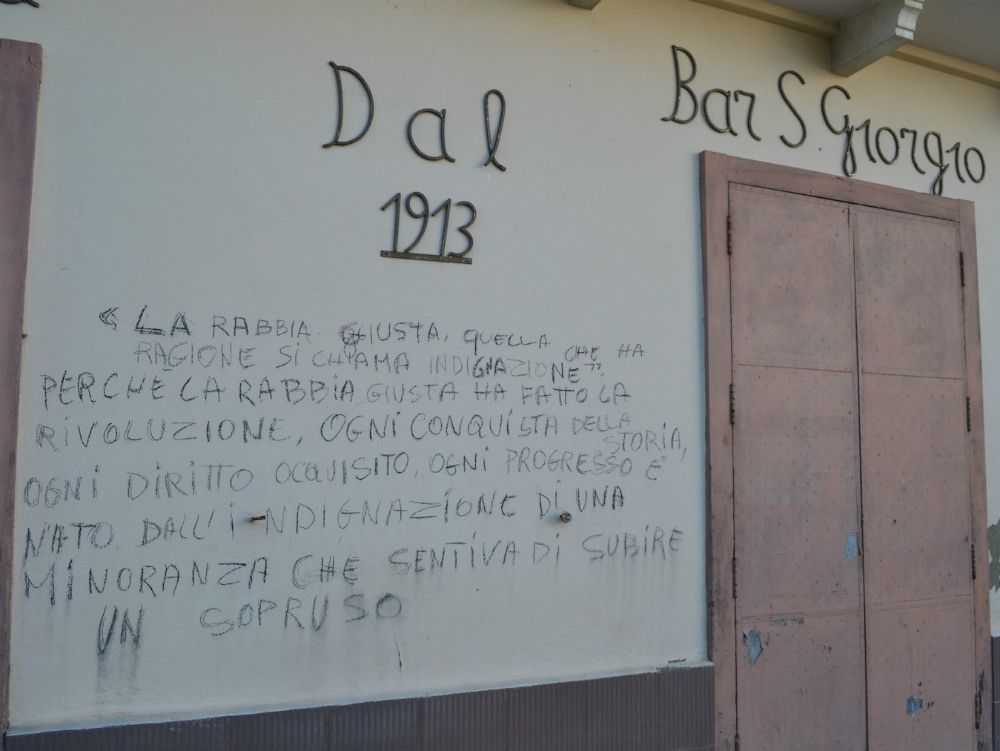 Dal
1913
Bar S. Giorgio
« LA RABBIA GIUSTA, QUELLA CHE HA
RAGIONE SI CHIAMA INDIGNAZIONE".
PERCHÈ LA RABBIA GIUSTA HA FATTO LA
RIVOLUZIONE, OGNI CONQUISTA DELLA STORIA,
OGNI DIRITTO OCQUISITO, OGNI PROGRESSO E'
NATO DALL'INDIGNAZIONE DI UNA
MINORANZA CHE SENTIVA DI SUBIRE
UN SOPRUSO